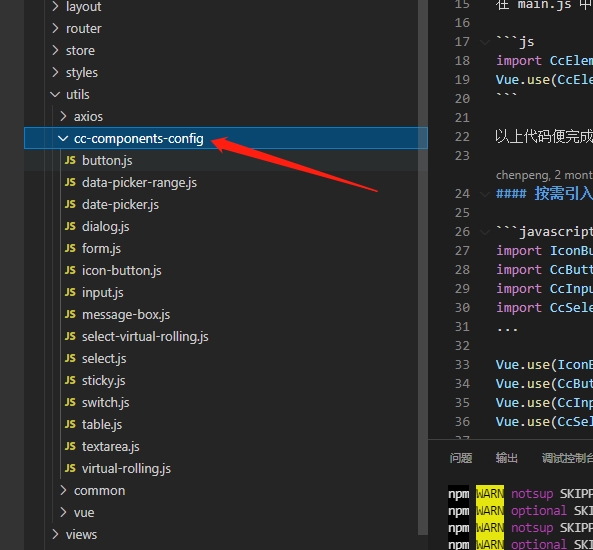 layout
router
store
styles
utils
axios
cc-components-config
JS button.js
JS data-picker-range.js
JS date-picker.js
JS dialog.js
JS form.js
JS icon-button.js
JS input.js
JS message-box.js
JS select-virtual-rolling.js
JS select.js
JS sticky.js
JS switch.js
JS table.js
JS textarea.js
JS virtual-rolling.js
common
vue
views
15 在 main.js 中
16
17 ```js
18 import CcElem
19 Vue.use(CcEle
20 ```
21
22 以上代码便完成
23
chenpeng, 2 mont
24 #### 按需引入
25
26 ```javascript
27 import IconBu
28 import CcButt
29 import CcInpu
30 import CcSele
31 ...
32
33 Vue.use(IconB
34 Vue.use(CcBut
35 Vue.use(CcInp
36 Vue.use(CcSel
问题 输出 调试控制台
npm WARN notsup SKIPP
npm WARN optional SKI
npm WARN notsup SKIPP
npm WARN optional SKI